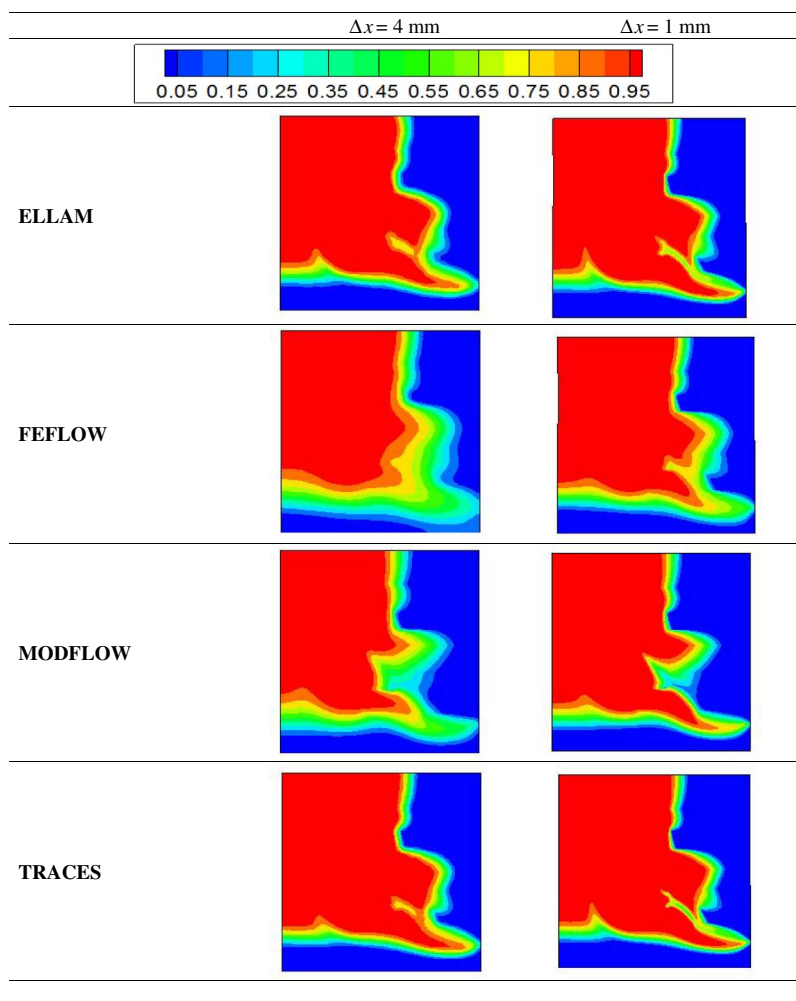 Δx = 4 mm Δx = 1 mm
0.05 0.15 0.25 0.35 0.45 0.55 0.65 0.75 0.85 0.95
ELLAM
FEFLOW
MODFLOW
TRACES